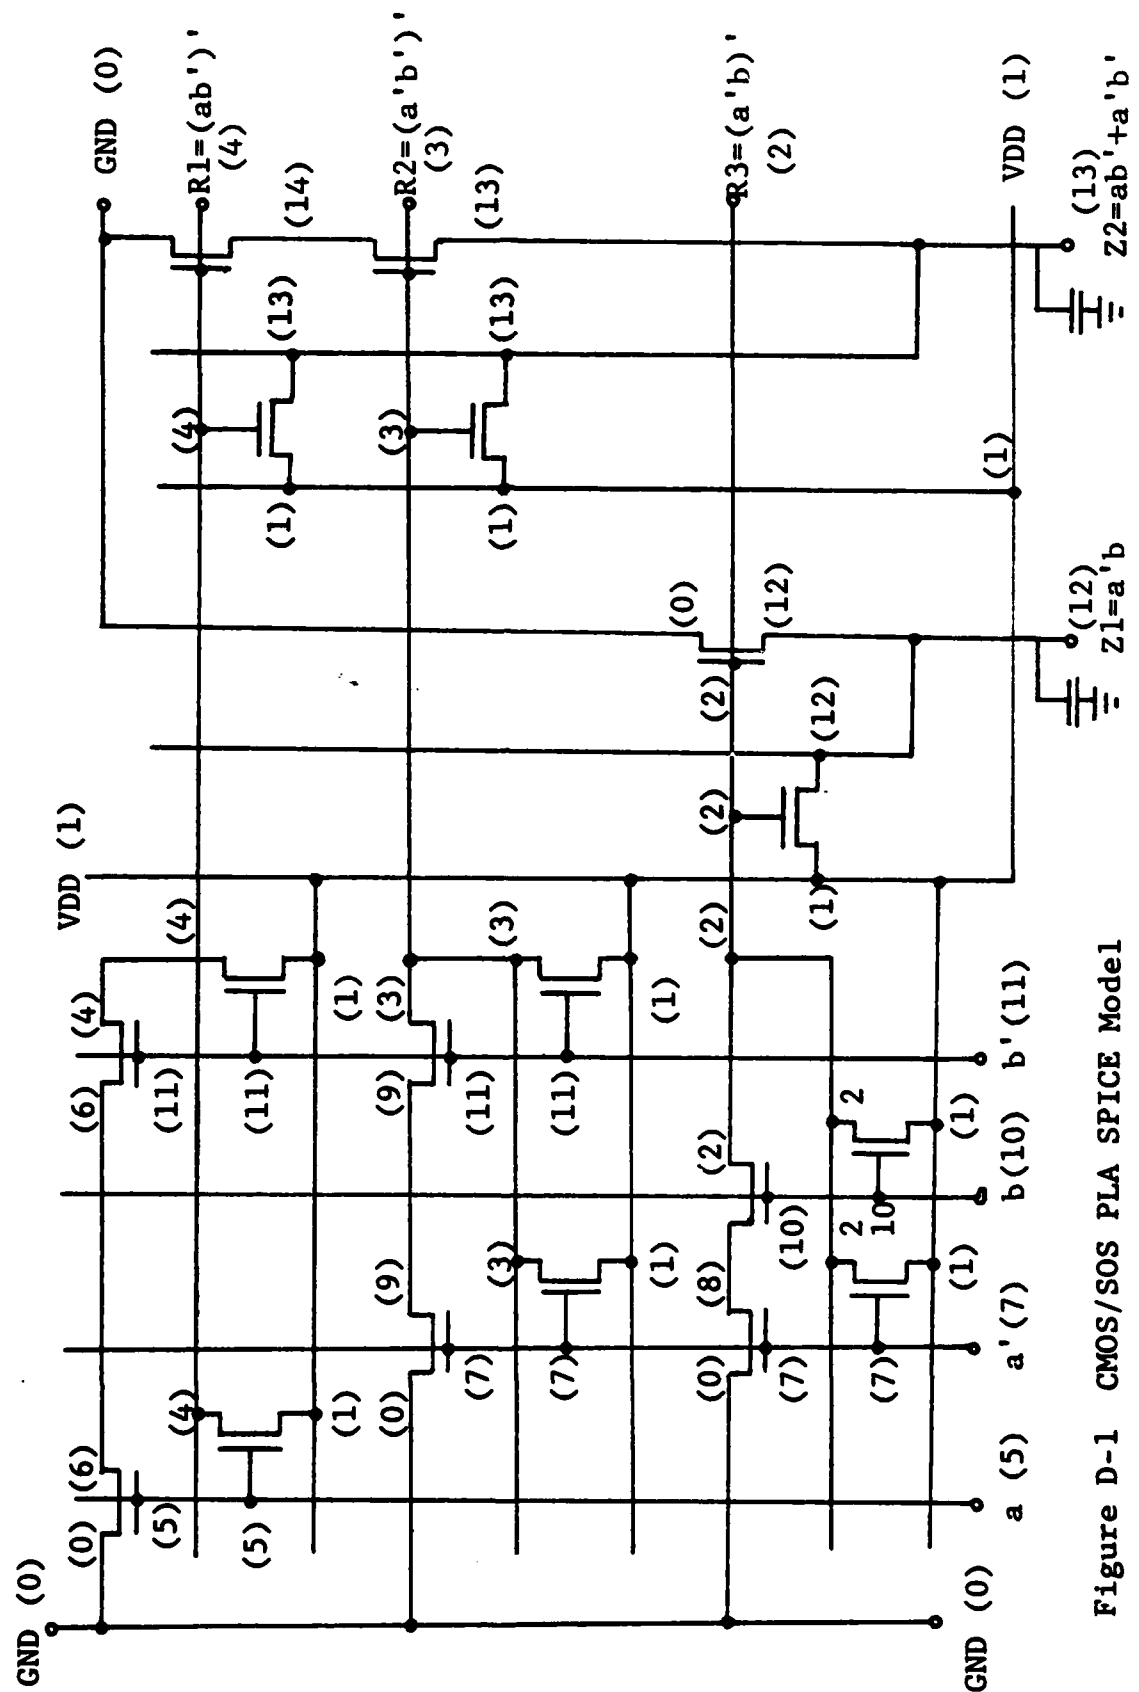 GND (0)
VDD (1)
(0) (6) (6) (4)
GND (0)
(5) (11)
(4) (4) (4)
R1=(ab')'
(4)
(5) (11) (1) (13) (14)
(1) (1)
(0) (9) (9) (3) (3)
R2=(a'b')'
(3)
(7) (11)
(3) (3) (1) (13) (13)
(7) (11)
(1) (1) (0)
(0) (8) (2) (2) (2) (2)
R3=(a'b)'
(2)
(7) (10) (12)
(1) (12)
2 2
(7) 10
(1) (1) (1)
GND (0)
VDD (1)
a (5) a'(7) b(10) b'(11)
(12) (13)
Z1=a'b Z2=ab'+a'b'
Figure D-1 CMOS/SOS PLA SPICE Model